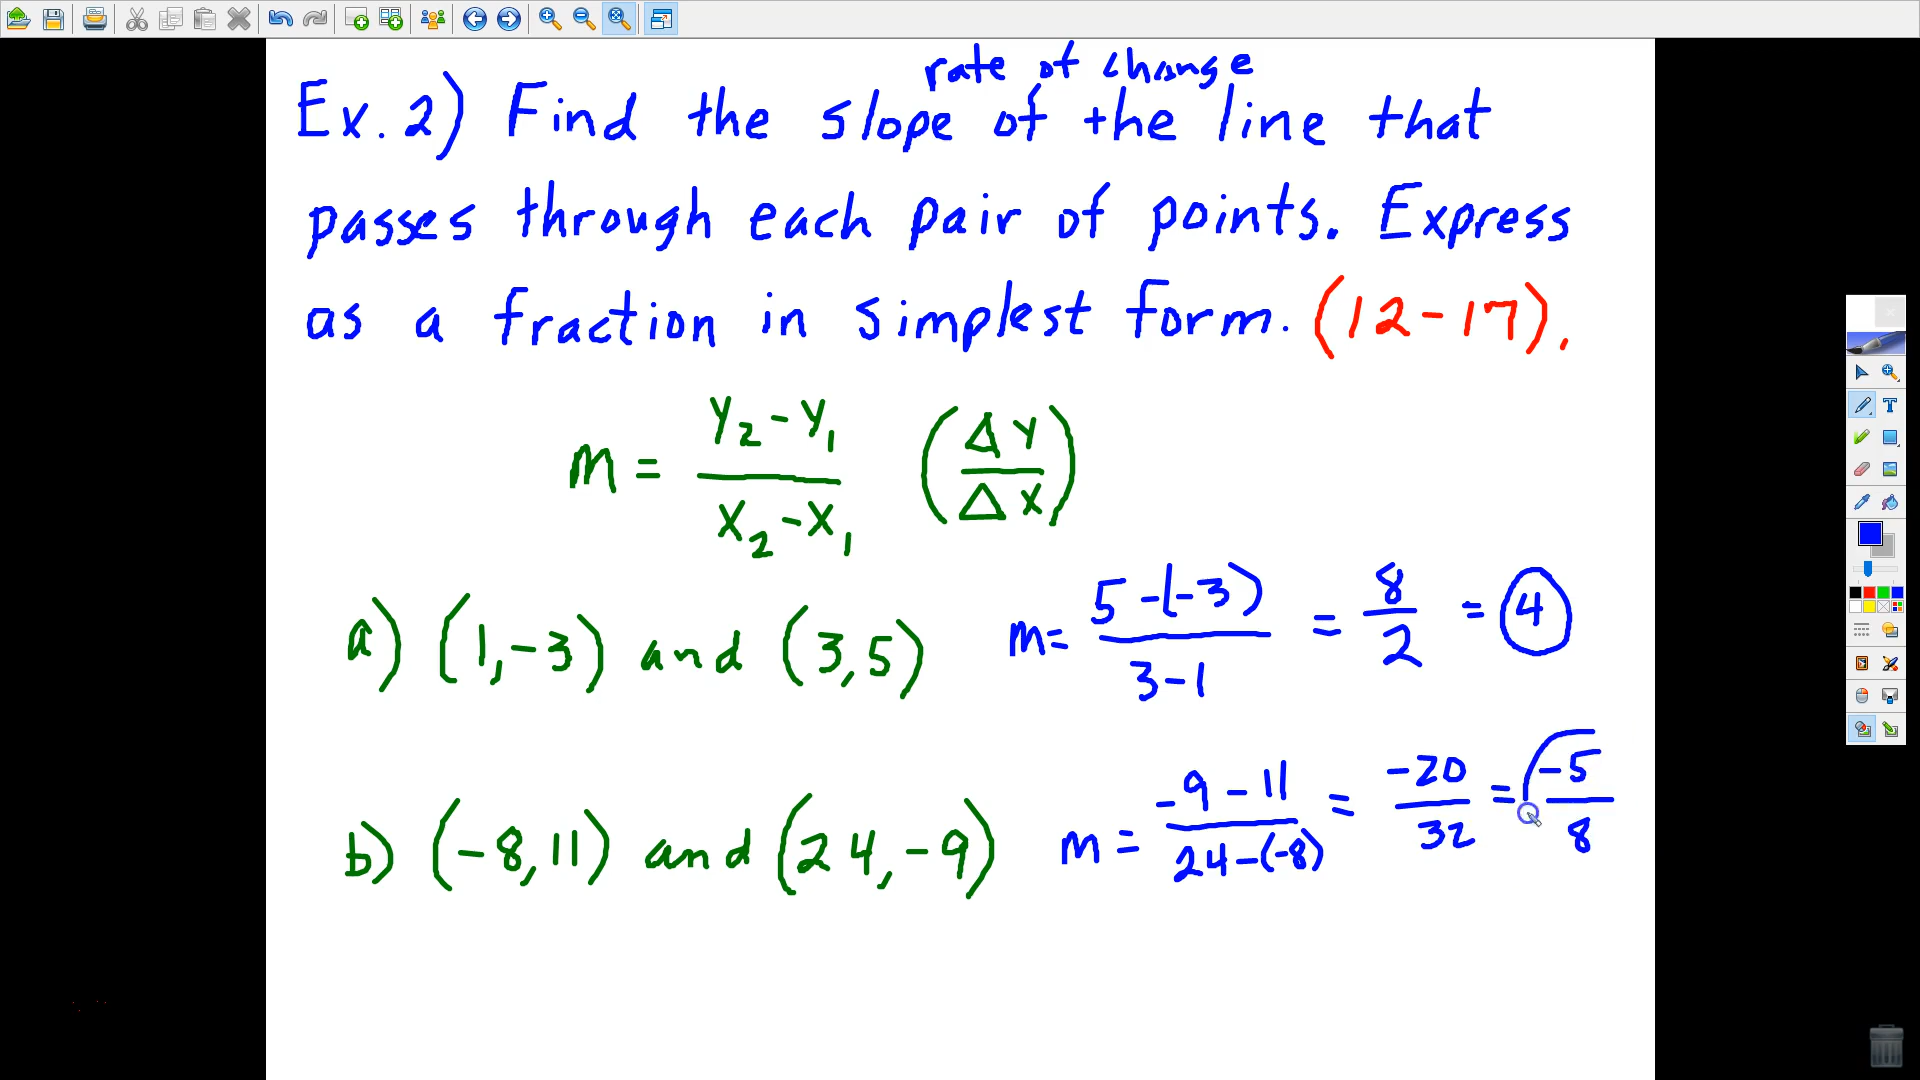 rate of change
Ex. 2) Find the slope of the line that
passes through each pair of points. Express
as a fraction in simplest form. (12-17).
m = y₂ - y₁ / x₂ - x₁ (Δy / Δx)
a) (1, -3) and (3, 5) m = 5 - (-3) / 3 - 1 = 8/2 = 4
b) (-8, 11) and (24, -9) m = -9 - 11 / 24 - (-8) = -20/32 = -5/8
T